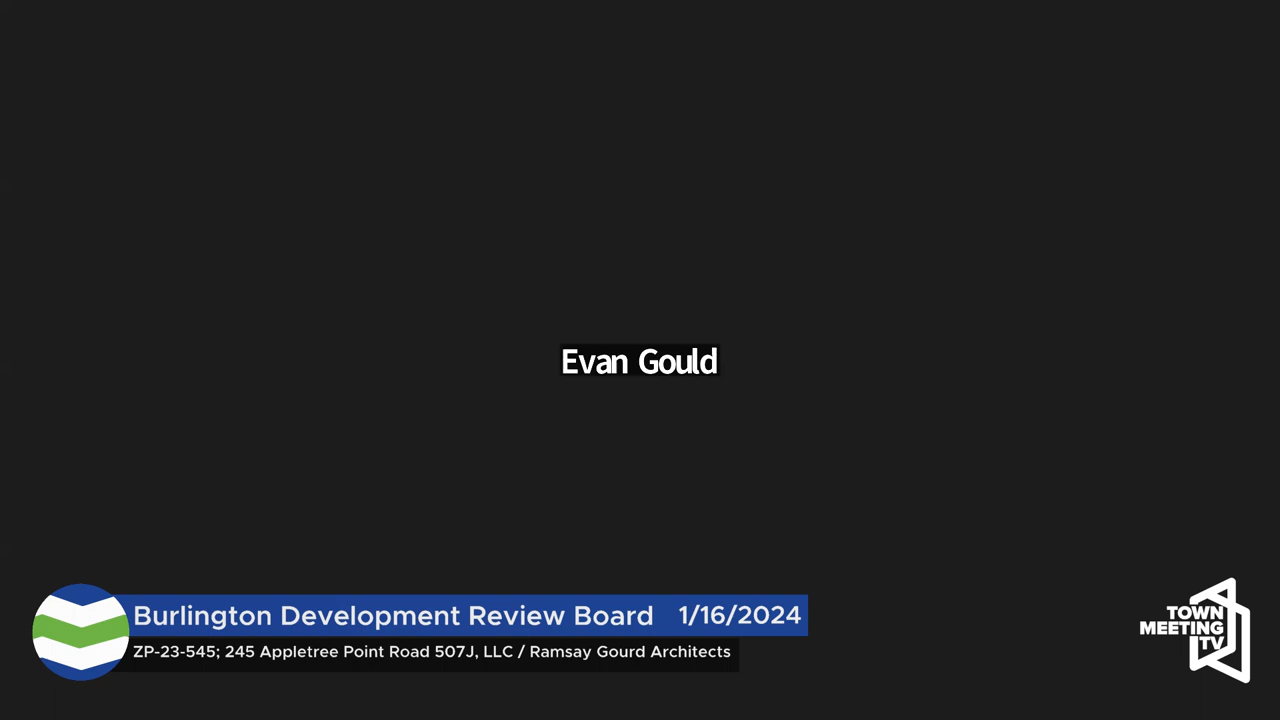 Evan Gould
Burlington Development Review Board 1/16/2024
ZP-23-545; 245 Appletree Point Road 507J, LLC / Ramsay Gourd Architects
TOWN
MEETING
TV